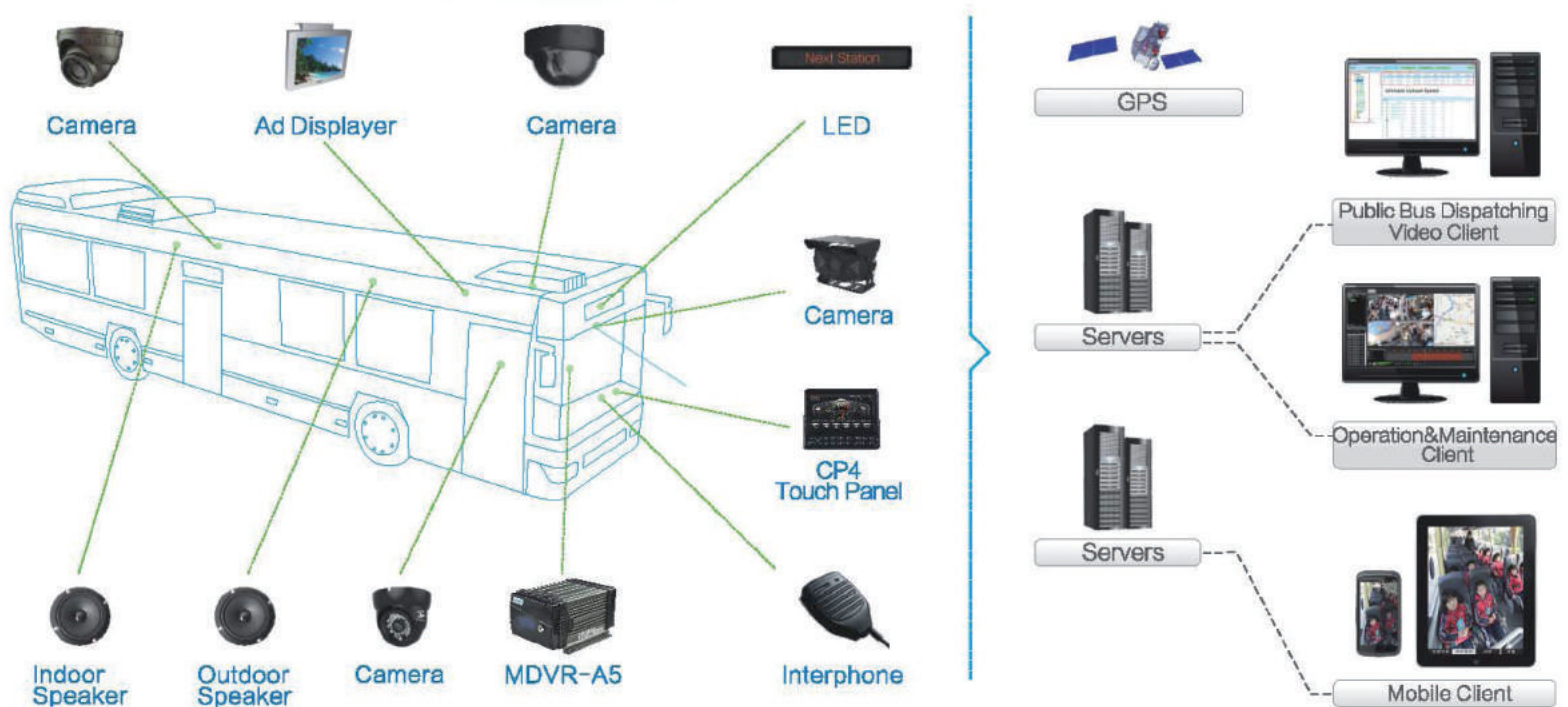 Camera
Ad Displayer
Camera
Next Station
LED
Camera
CP4
Touch Panel
Indoor
Speaker
Outdoor
Speaker
Camera
MDVR-A5
Interphone
GPS
Servers
Public Bus Dispatching
Video Client
Operation&Maintenance
Client
Servers
Mobile Client